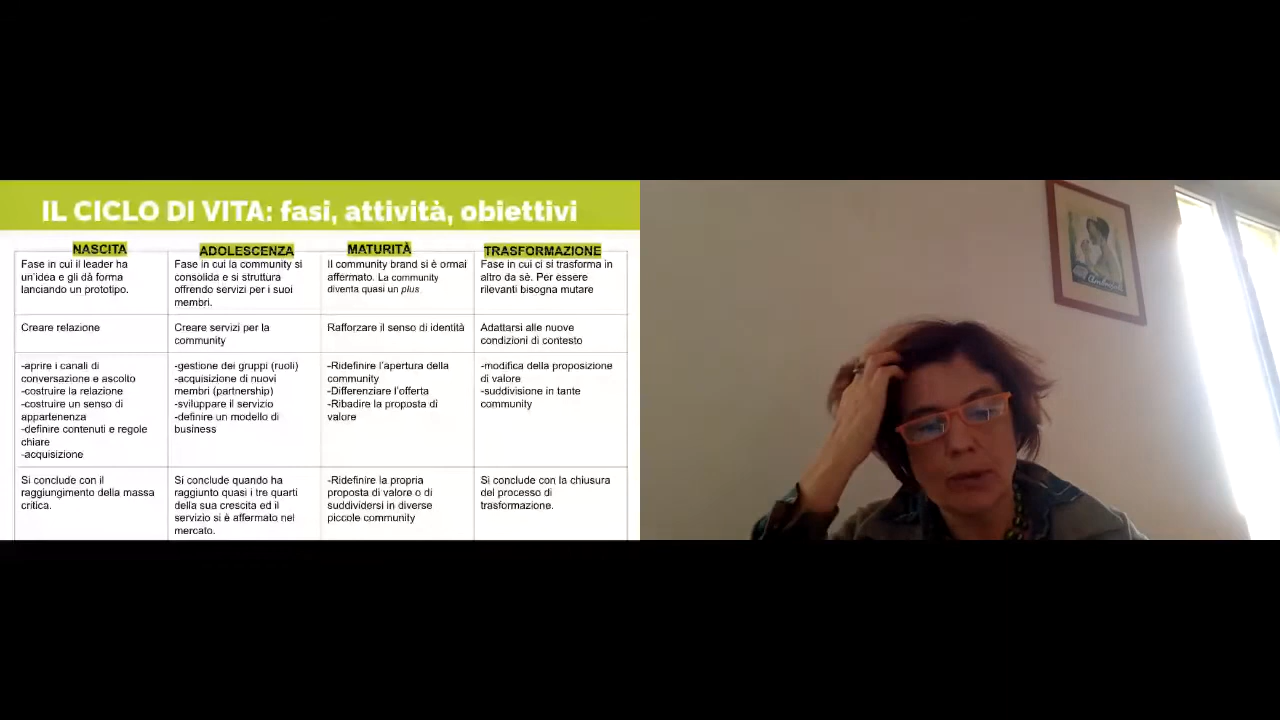 IL CICLO DI VITA: fasi, attività, obiettivi
NASCITA
Fase in cui il leader ha
un'idea e gli dà forma
lanciando un prototipo.
ADOLESCENZA
Fase in cui la community si
consolida e si struttura
offrendo servizi per i suoi
membri.
MATURITÀ
Il community brand si è ormai
affermato. La community
diventa quasi un plus
TRASFORMAZIONE
Fase in cui ci si trasforma in
altro da sè. Per essere
rilevanti bisogna mutare
Creare relazione
Creare servizi per la
community
Rafforzare il senso di identità
Adattarsi alle nuove
condizioni di contesto
-aprire i canali di
conversazione e ascolto
-costruire la relazione
-costruire un senso di
appartenenza
-definire contenuti e regole
chiare
-acquisizione
-gestione dei gruppi (ruoli)
-acquisizione di nuovi
membri (partnership)
-sviluppare il servizio
-definire un modello di
business
-Ridefinire l'apertura della
community
-Differenziare l'offerta
-Ribadire la proposta di
valore
-modifica della proposizione
di valore
-suddivisione in tante
community
Si conclude con il
raggiungimento della massa
critica.
Si conclude quando ha
raggiunto quasi i tre quarti
della sua crescita ed il
servizio si è affermato nel
mercato.
-Ridefinire la propria
proposta di valore o di
suddividersi in diverse
piccole community
Si conclude con la chiusura
del processo di
trasformazione.